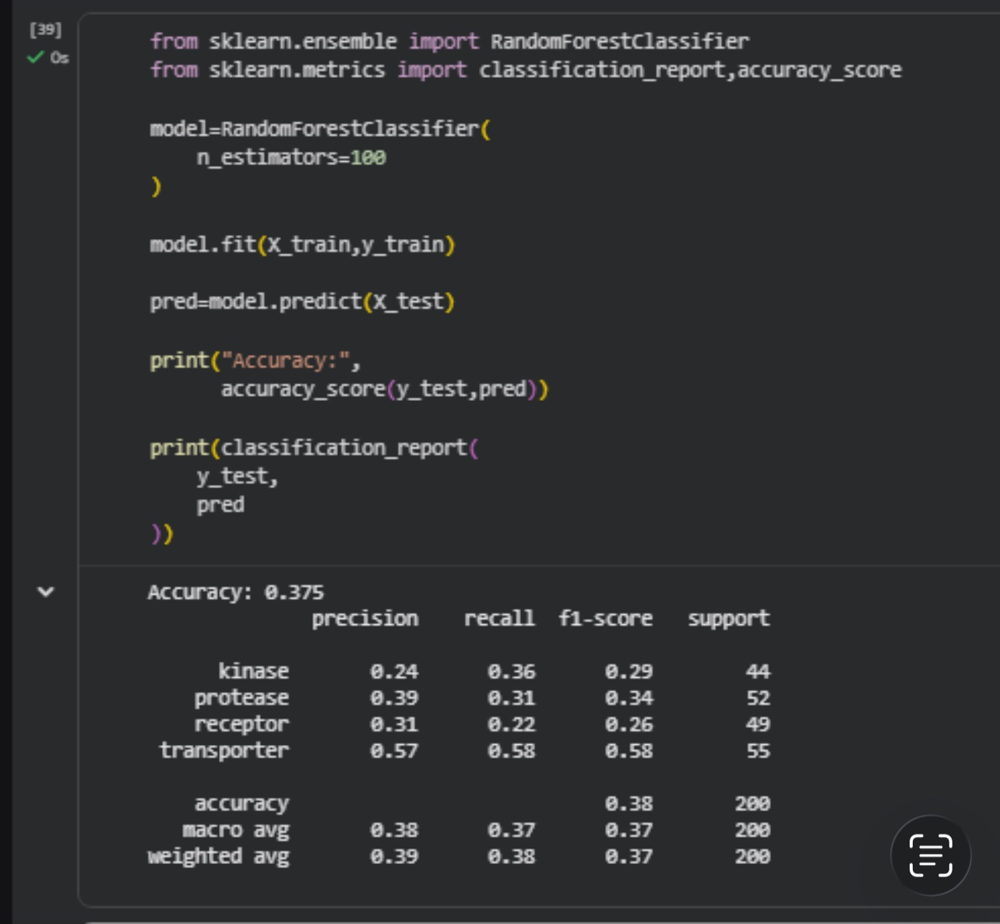 [39]
0s
from sklearn.ensemble import RandomForestClassifier
from sklearn.metrics import classification_report,accuracy_score
model=RandomForestClassifier(
    n_estimators=100
)
model.fit(X_train,y_train)
pred=model.predict(X_test)
print("Accuracy:",
      accuracy_score(y_test,pred))
print(classification_report(
    y_test,
    pred
))
Accuracy: 0.375
              precision    recall  f1-score   support
      kinase       0.24      0.36      0.29        44
    protease       0.39      0.31      0.34        52
    receptor       0.31      0.22      0.26        49
 transporter       0.57      0.58      0.58        55
    accuracy                           0.38       200
   macro avg       0.38      0.37      0.37       200
weighted avg       0.39      0.38      0.37       200